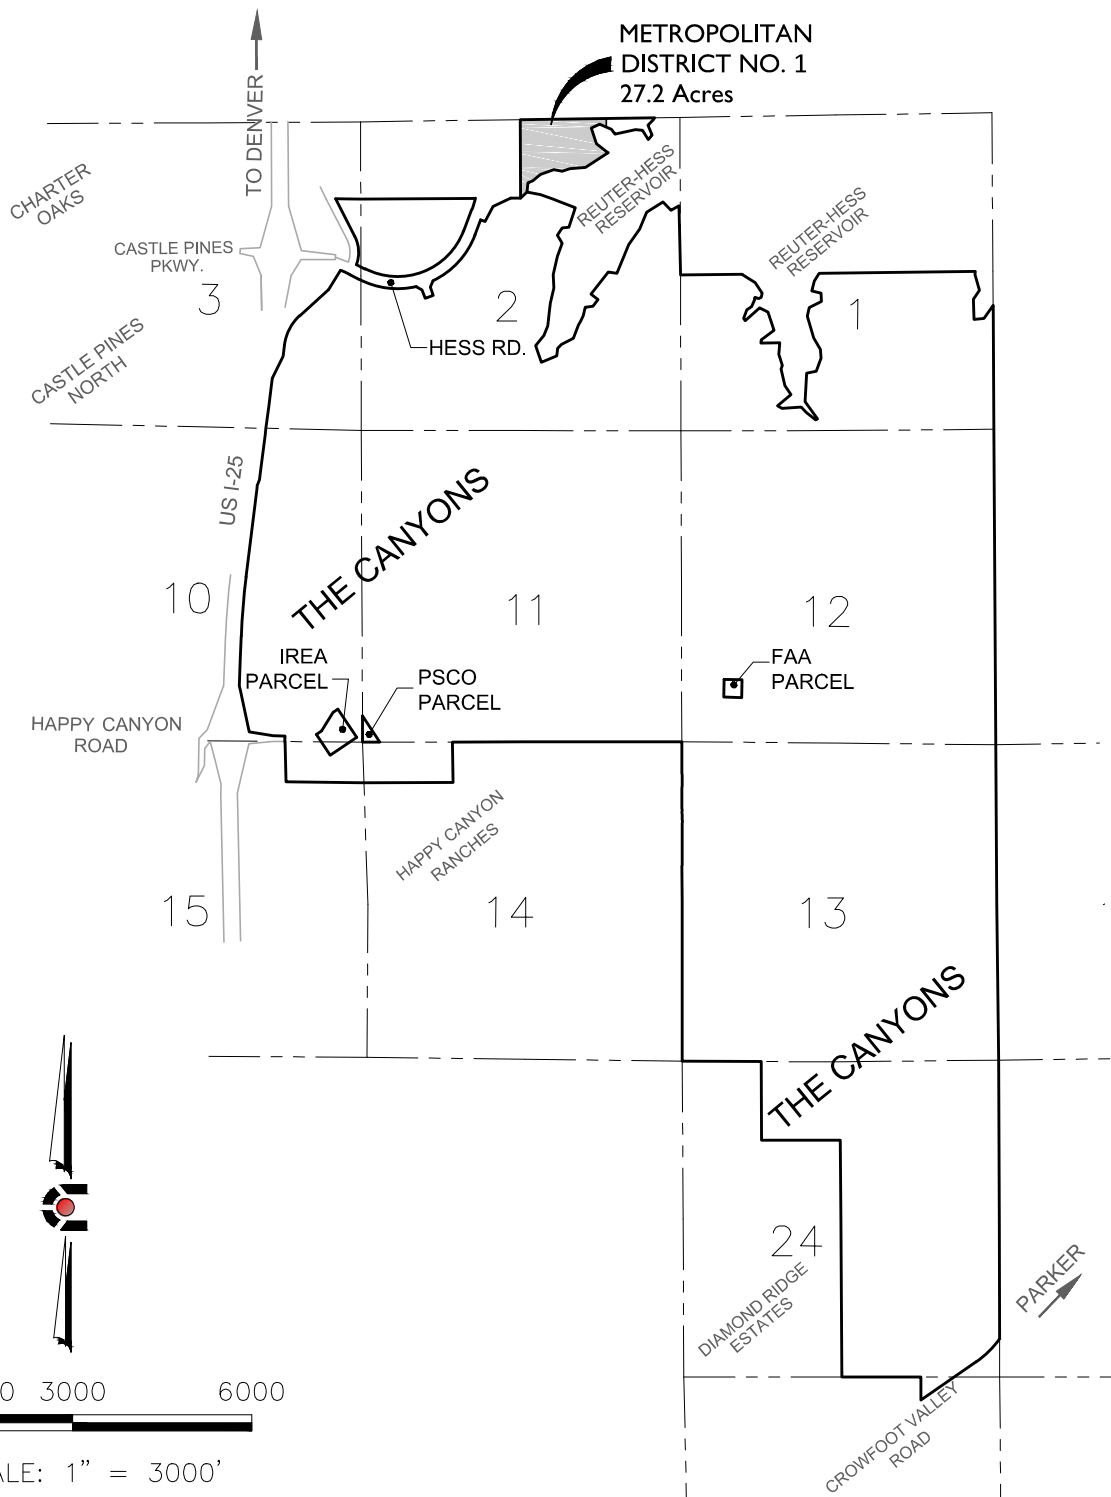 METROPOLITAN
DISTRICT NO. 1
27.2 Acres
TO DENVER
CHARTER
OAKS
CASTLE PINES
PKWY.
REUTER-HESS
RESERVOIR
REUTER-HESS
RESERVOIR
3
2
1
HESS RD.
CASTLE PINES
NORTH
US I-25
THE CANYONS
10
11
12
IREA
PARCEL
PSCO
PARCEL
FAA
PARCEL
HAPPY CANYON
ROAD
HAPPY CANYON
RANCHES
15
14
13
THE CANYONS
24
DIAMOND RIDGE
ESTATES
PARKER
CROWFOOT VALLEY
ROAD
0 3000 6000
ALE: 1" = 3000'